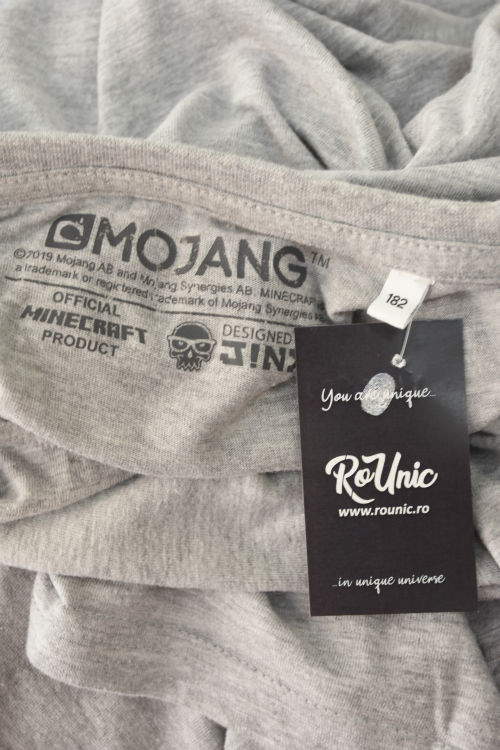 MOJANG™
©2019 Mojang AB and Mojang Synergies AB. MINECRAFT
a trademark or registered trademark of Mojang Synergies
OFFICIAL
MINECRAFT
PRODUCT
DESIGNED
J!NX
182
You are unique...
RoUnic
www.rounic.ro
...in unique universe